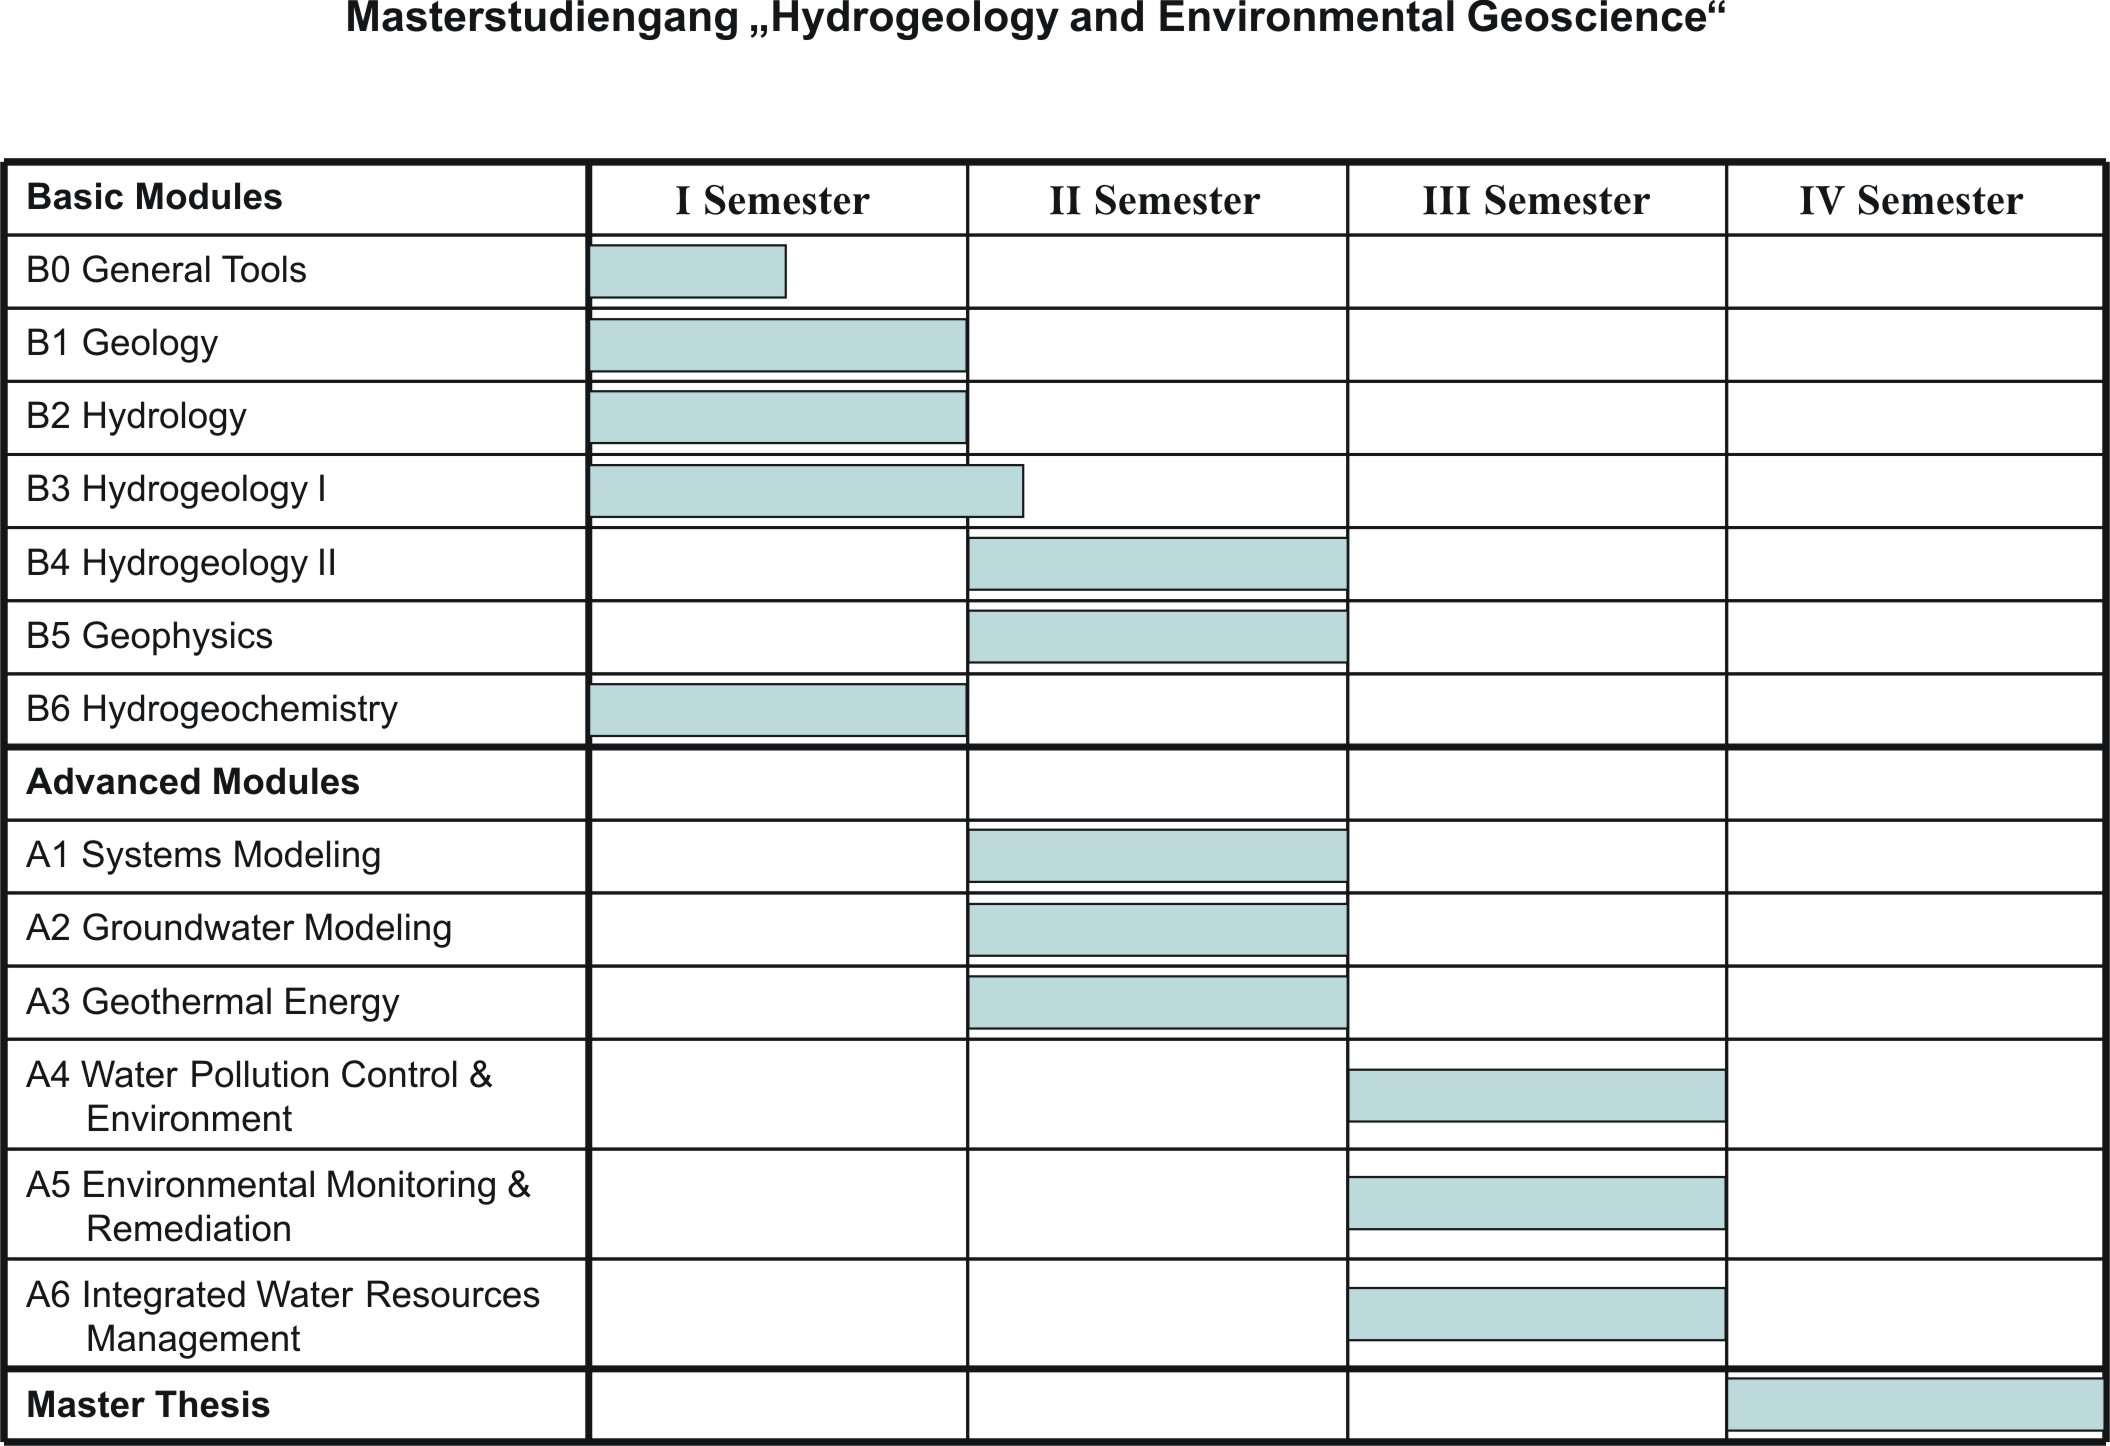 Masterstudiengang „Hydrogeology and Environmental Geoscience“
Basic Modules
I Semester
II Semester
III Semester
IV Semester
B0 General Tools
B1 Geology
B2 Hydrology
B3 Hydrogeology I
B4 Hydrogeology II
B5 Geophysics
B6 Hydrogeochemistry
Advanced Modules
A1 Systems Modeling
A2 Groundwater Modeling
A3 Geothermal Energy
A4 Water Pollution Control &
Environment
A5 Environmental Monitoring &
Remediation
A6 Integrated Water Resources
Management
Master Thesis